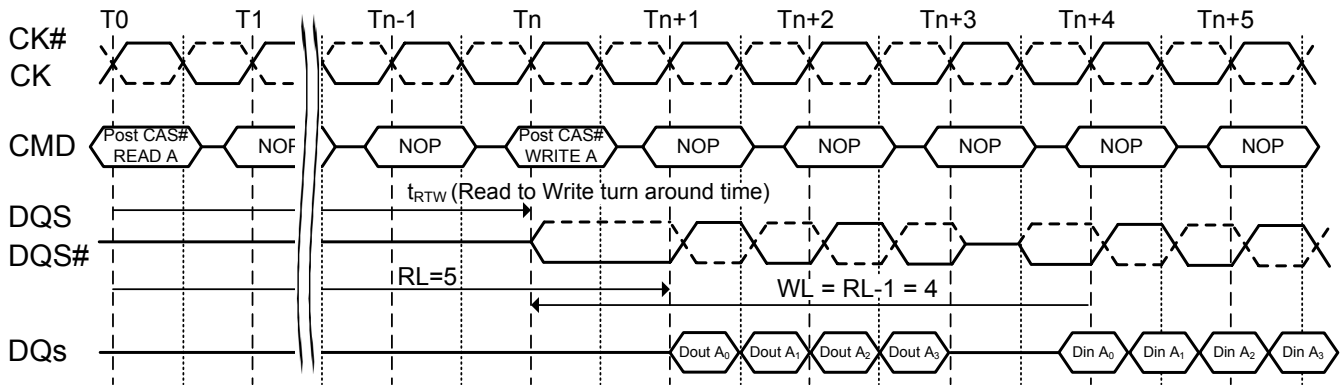 T0 T1 Tn-1 Tn Tn+1 Tn+2 Tn+3 Tn+4 Tn+5
CK#
CK
CMD
Post CAS#
READ A
NOP
NOP
Post CAS#
WRITE A
NOP
NOP
NOP
NOP
NOP
tRTW (Read to Write turn around time)
DQS
DQS#
RL=5
WL = RL-1 = 4
DQs
Dout A0 Dout A1 Dout A2 Dout A3 Din A0 Din A1 Din A2 Din A3